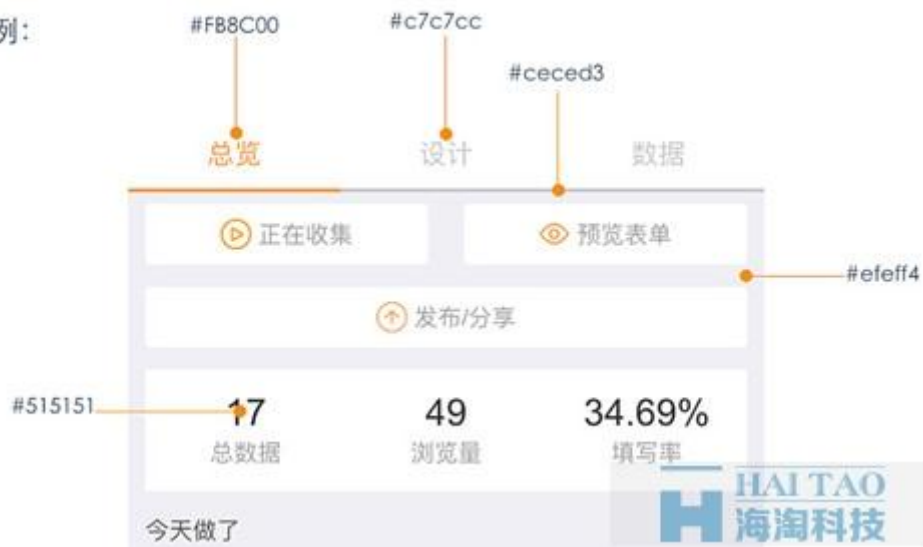 例：
#FB8C00
#c7c7cc
#ceced3
总览 设计 数据
正在收集 预览表单
#efeff4
发布/分享
#515151
17 49 34.69%
总数据 浏览量 填写率
HAI TAO
海淘科技
今天做了